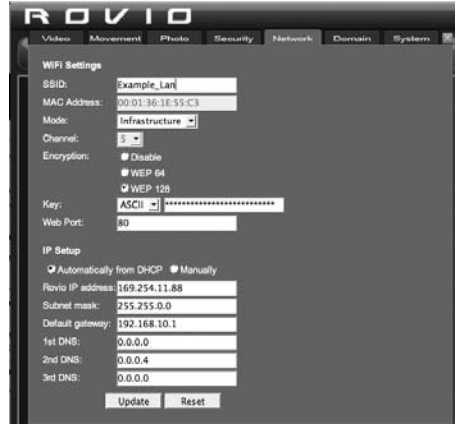 ROVIO
Video Movement Photo Security Network Domain System
WiFi Settings
SSID: Example_Lan
MAC Address: 00:01:36:1E:55:C3
Mode: Infrastructure
Channel: 5
Encryption: Disable
WEP 64
WEP 128
Key: ASCII **************************
Web Port: 80
IP Setup
Automatically from DHCP Manually
Rovio IP address: 169.254.11.88
Subnet mask: 255.255.0.0
Default gateway: 192.168.10.1
1st DNS: 0.0.0.0
2nd DNS: 0.0.0.4
3rd DNS: 0.0.0.0
Update Reset